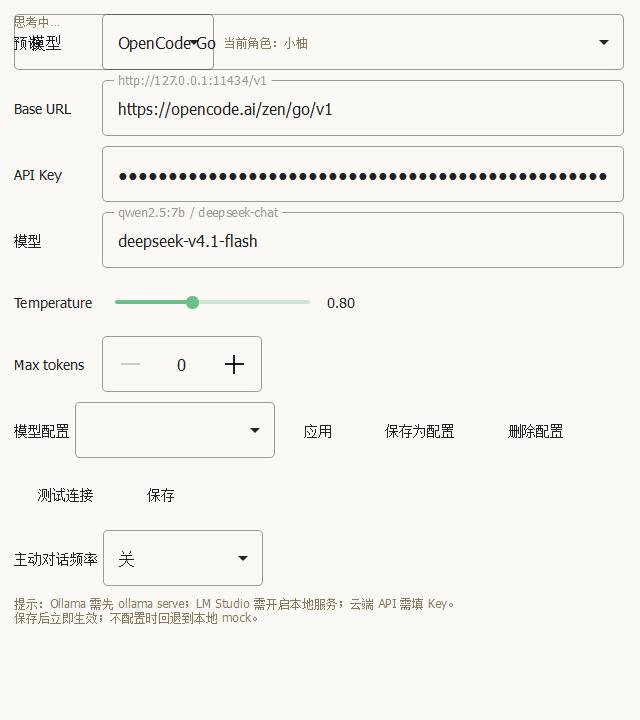 思考中...
预设
模型
OpenCode Go
当前角色：小柚
http://127.0.0.1:11434/v1
Base URL
https://opencode.ai/zen/go/v1
API Key
●●●●●●●●●●●●●●●●●●●●●●●●●●●●●●●●●●●●●●●●●●●●●●●●●
qwen2.5:7b / deepseek-chat
模型
deepseek-v4.1-flash
Temperature 0.80
Max tokens 0
模型配置 应用 保存为配置 删除配置
测试连接 保存
主动对话频率 关
提示：Ollama 需先 ollama serve；LM Studio 需开启本地服务；云端 API 需填 Key。
保存后立即生效；不配置时回退到本地 mock。